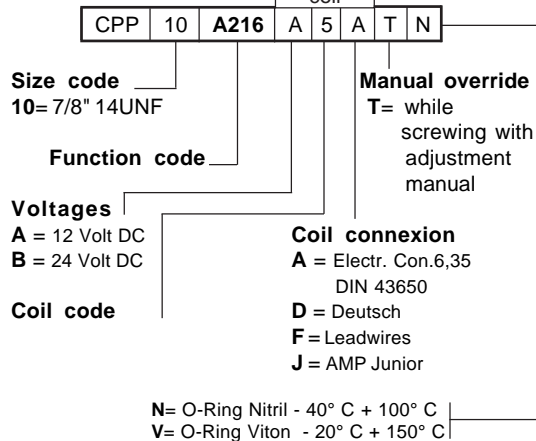 CPP 10 A216 A 5 A T N
Size code
10= 7/8" 14UNF
Manual override
T= while
screwing with
adjustment
manual
Function code
Voltages
A = 12 Volt DC
B = 24 Volt DC
Coil connexion
A = Electr. Con.6,35
DIN 43650
D = Deutsch
F = Leadwires
J = AMP Junior
Coil code
N= O-Ring Nitril - 40° C + 100° C
V= O-Ring Viton - 20° C + 150° C